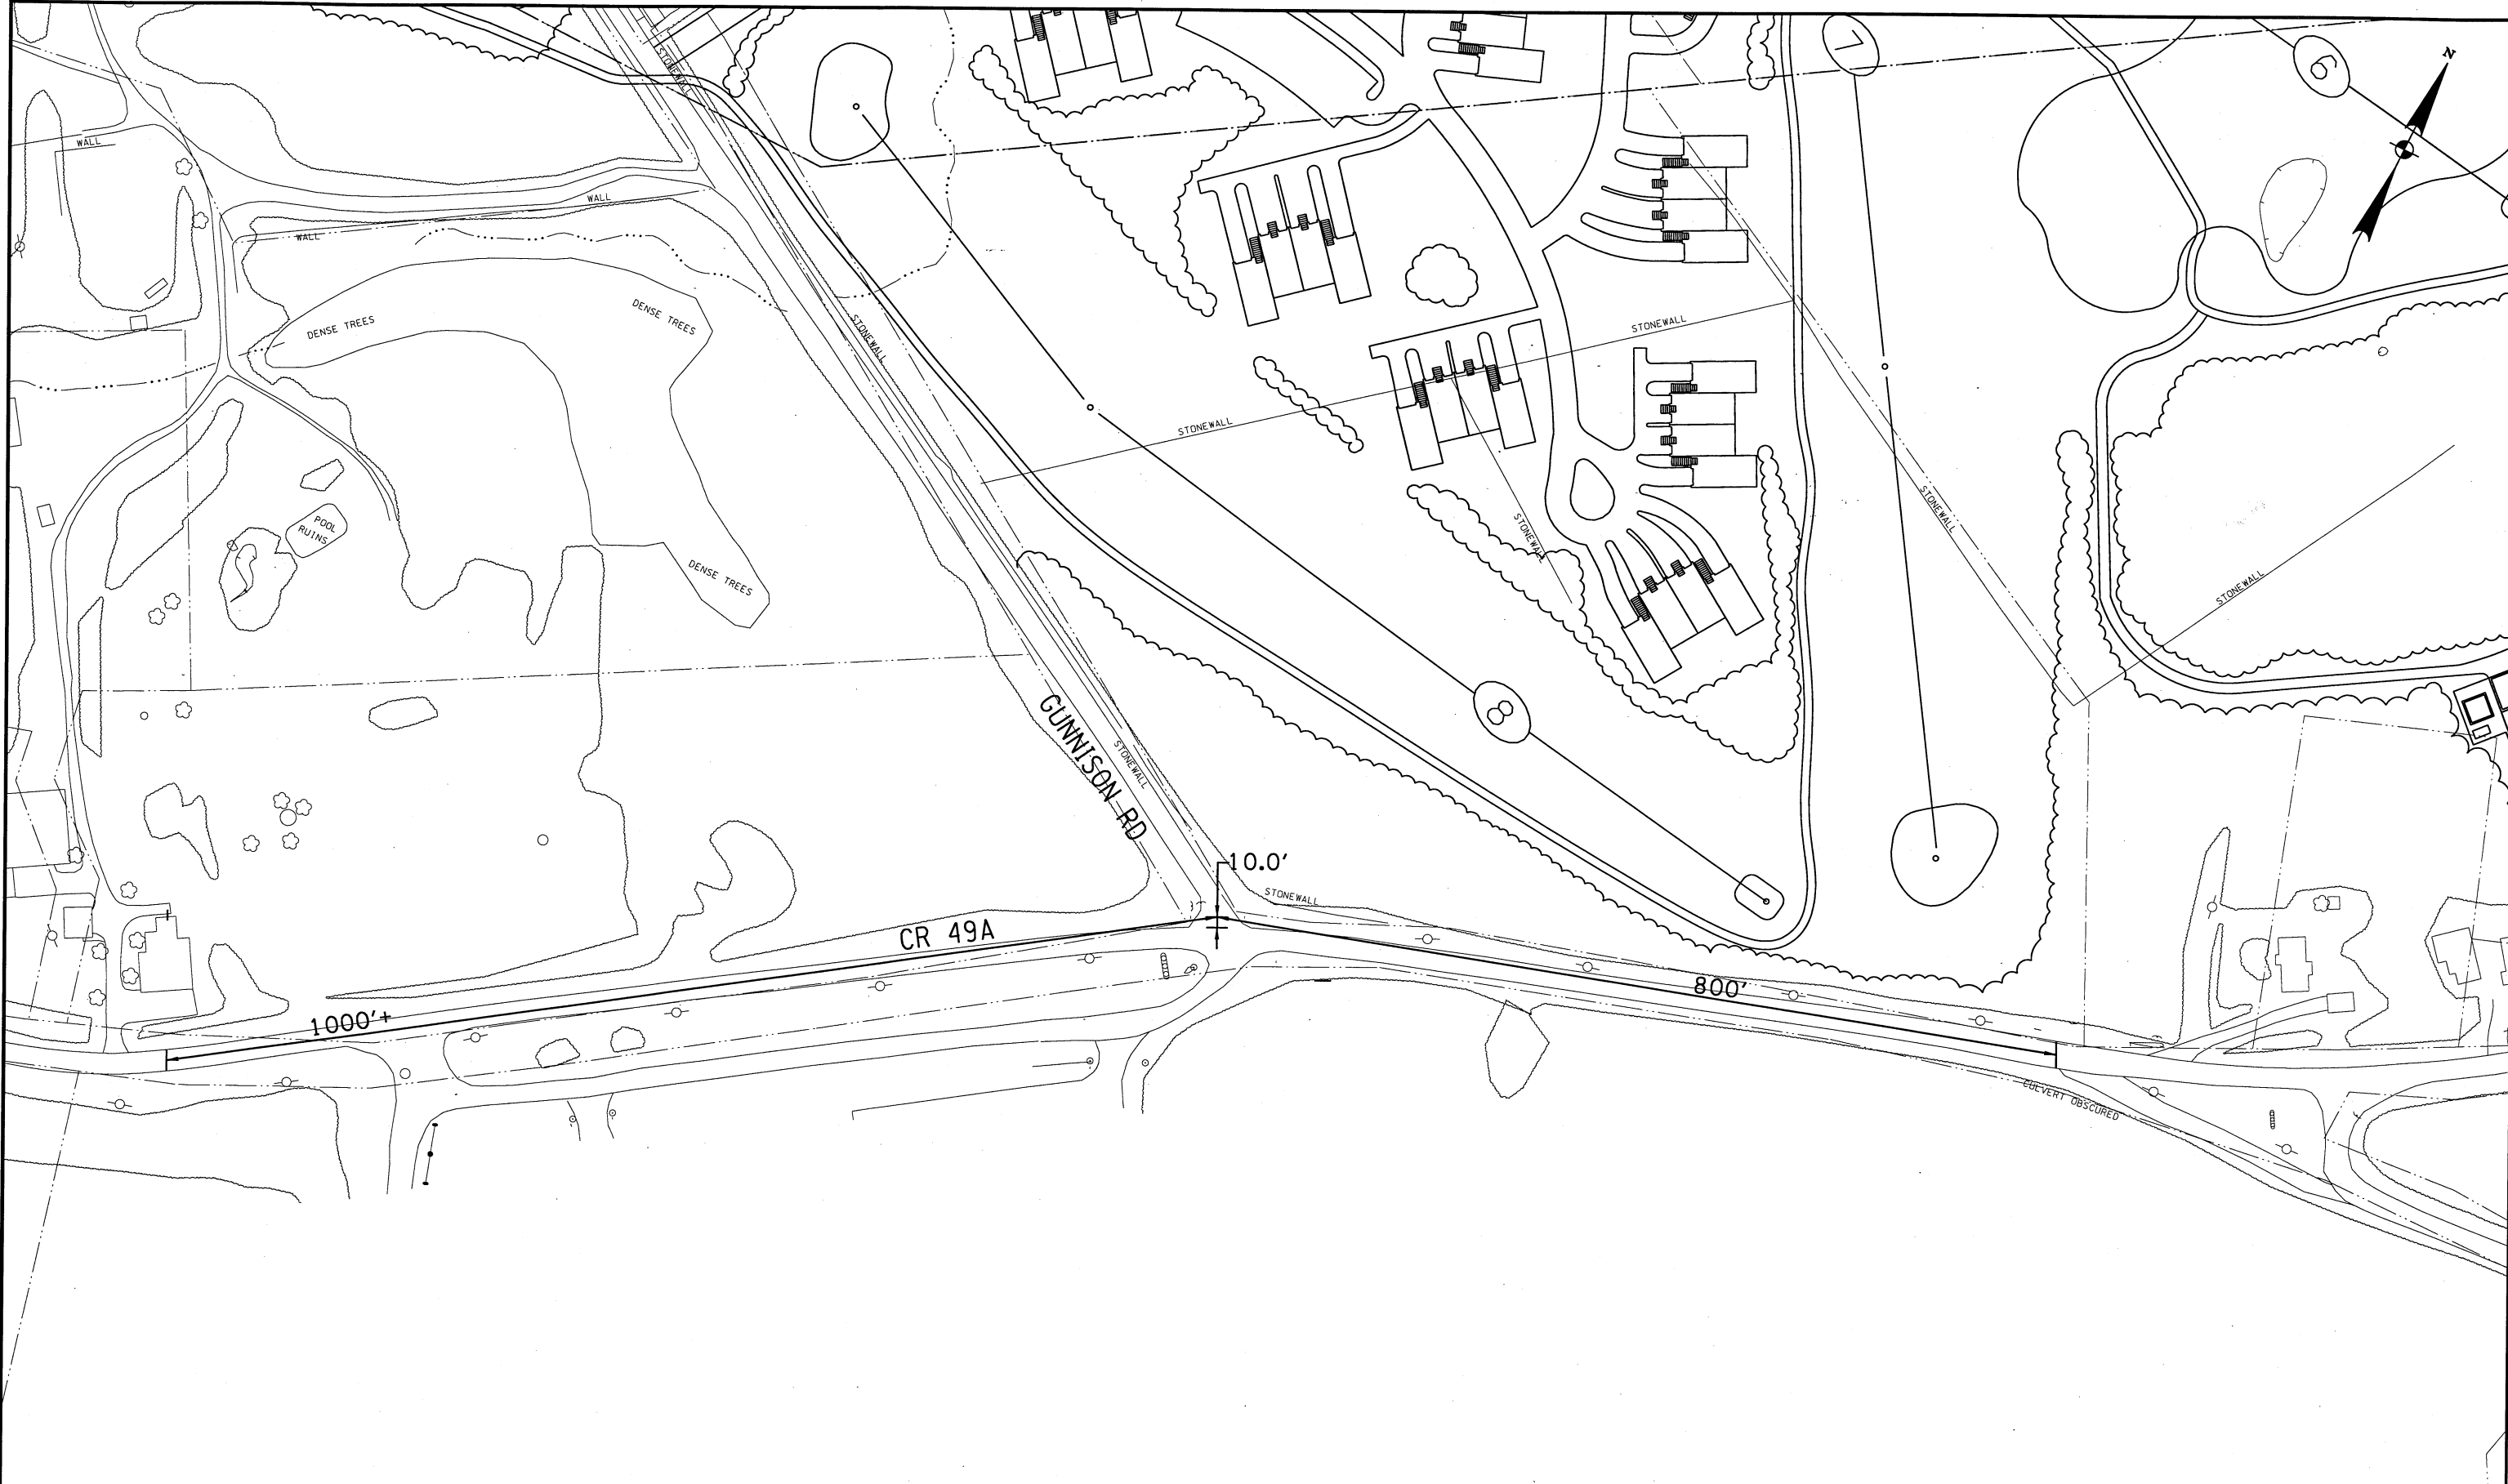 7
9
N
STONEWALL
WALL
WALL
WALL
DENSE TREES
DENSE TREES
STONEWALL
STONEWALL
STONEWALL
POOL
RUINS
STONEWALL
STONEWALL
DENSE TREES
STONEWALL
GUNNISON RD
STONEWALL
8
10.0'
STONEWALL
CR 49A
800'
1000'+
CULVERT OBSCURED